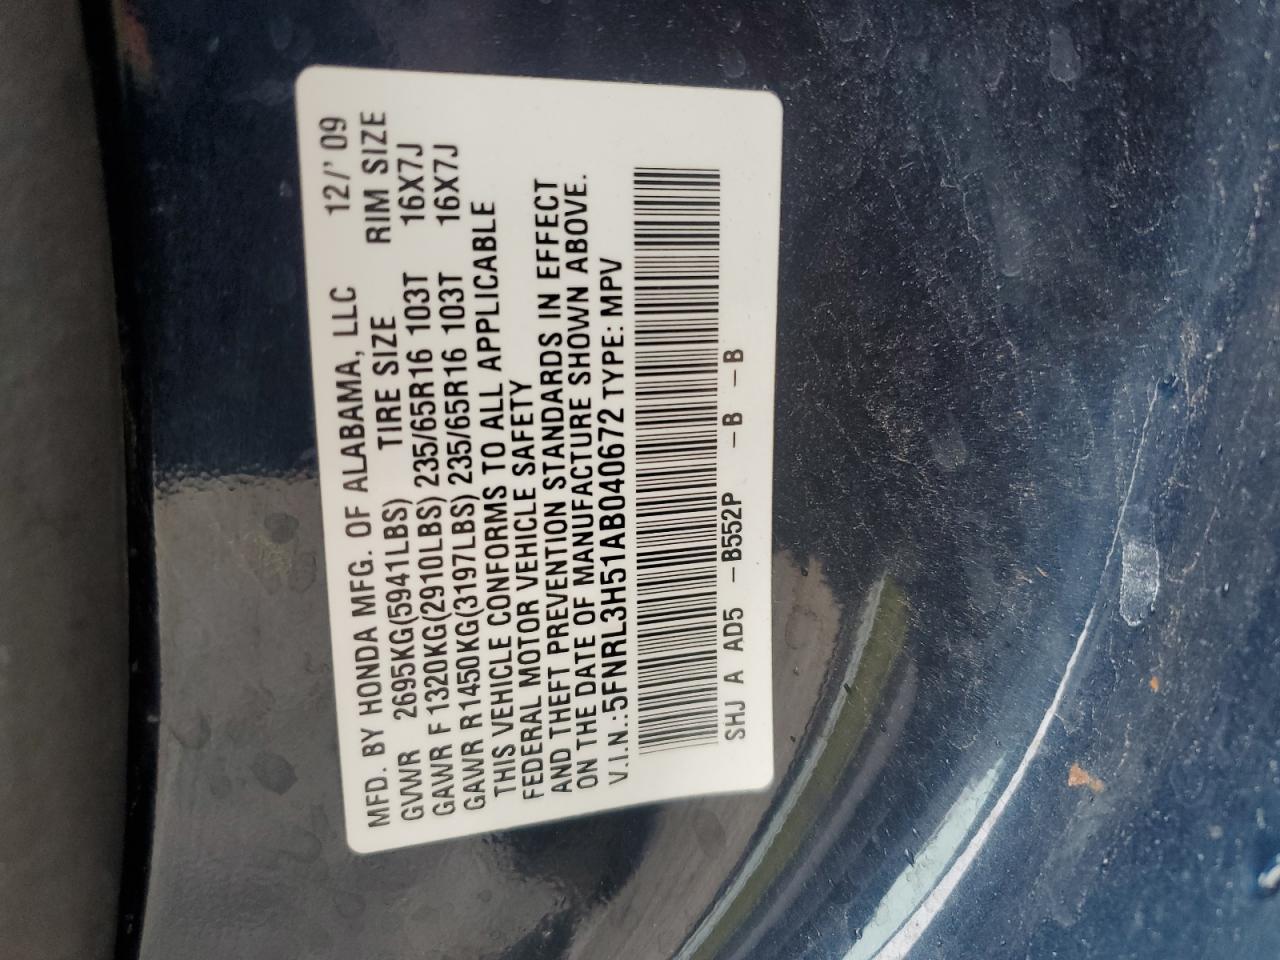 MFD. BY HONDA MFG. OF ALABAMA, LLC 12/' 09
GVWR 2695KG(5941LBS) TIRE SIZE RIM SIZE
GAWR F 1320KG(2910LBS) 235/65R16 103T 16X7J
GAWR R 1450KG(3197LBS) 235/65R16 103T 16X7J
THIS VEHICLE CONFORMS TO ALL APPLICABLE
FEDERAL MOTOR VEHICLE SAFETY
AND THEFT PREVENTION STANDARDS IN EFFECT
ON THE DATE OF MANUFACTURE SHOWN ABOVE.
V.I.N.:5FNRL3H51AB040672 TYPE: MPV
SHJ A AD5 -B552P -B -B